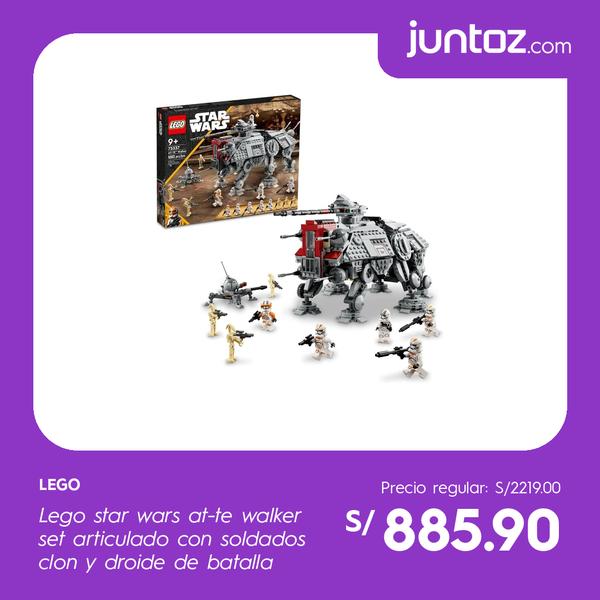 juntoz.com
LEGO
STAR
WARS
9+
75337
LEGO
Precio regular: S/2219.00
Lego star wars at-te walker
set articulado con soldados
clon y droide de batalla
S/ 885.90